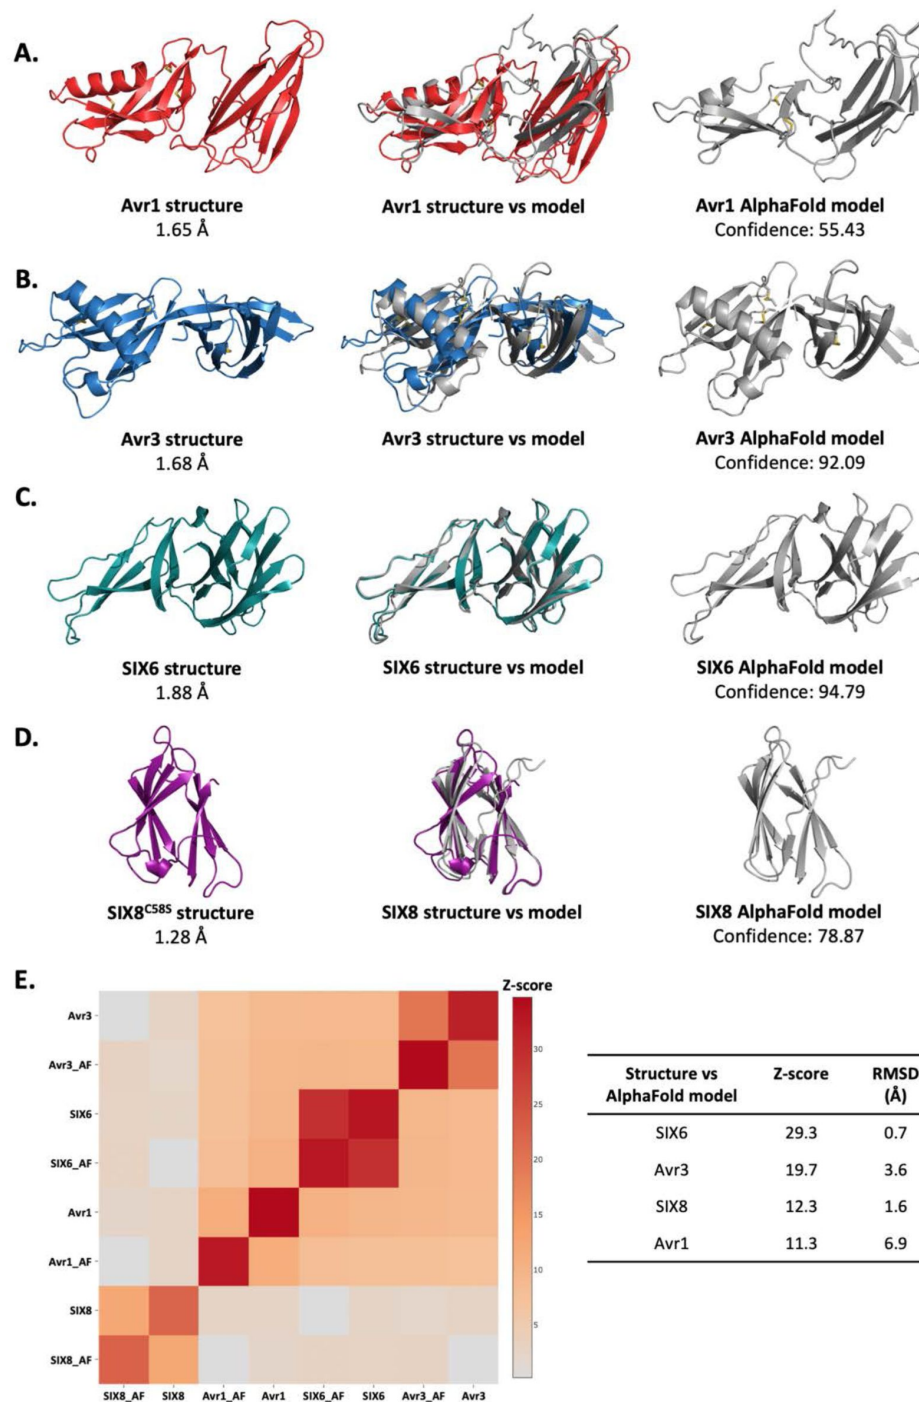 A.
Avr1 structure
1.65 Å
Avr1 structure vs model
Avr1 AlphaFold model
Confidence: 55.43
B.
Avr3 structure
1.68 Å
Avr3 structure vs model
Avr3 AlphaFold model
Confidence: 92.09
C.
SIX6 structure
1.88 Å
SIX6 structure vs model
SIX6 AlphaFold model
Confidence: 94.79
D.
SIX8C58S structure
1.28 Å
SIX8 structure vs model
SIX8 AlphaFold model
Confidence: 78.87
E.
Z-score
Avr3
Avr3_AF
SIX6
SIX6_AF
Avr1
Avr1_AF
SIX8
SIX8_AF
SIX8_AF SIX8 Avr1_AF Avr1 SIX6_AF SIX6 Avr3_AF Avr3
30
25
20
15
10
5
Structure vs Z-score RMSD
AlphaFold model (Å)
SIX6 29.3 0.7
Avr3 19.7 3.6
SIX8 12.3 1.6
Avr1 11.3 6.9